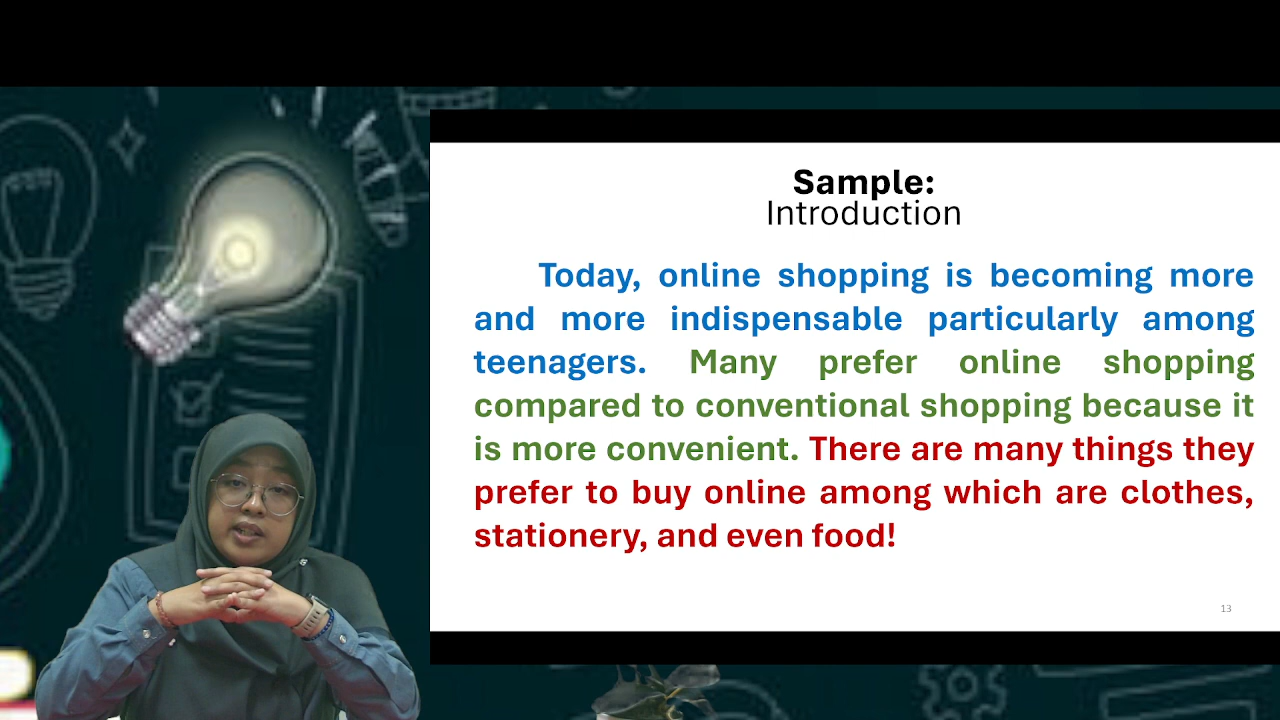 Sample:
Introduction
Today, online shopping is becoming more
and more indispensable particularly among
teenagers. Many prefer online shopping
compared to conventional shopping because it
is more convenient. There are many things they
prefer to buy online among which are clothes,
stationery, and even food!
13